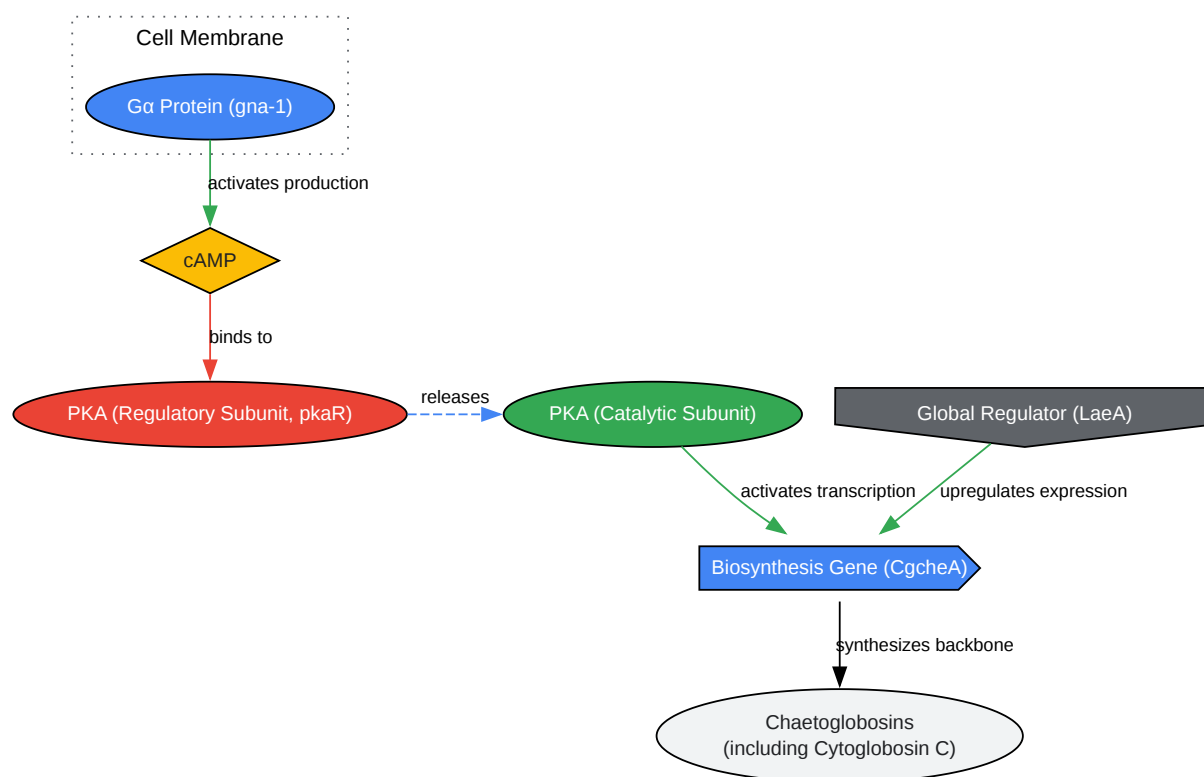 Cell Membrane
Gα Protein (gna-1)
activates production
cAMP
binds to
PKA (Regulatory Subunit, pkaR)
releases
PKA (Catalytic Subunit)
Global Regulator (LaeA)
activates transcription
upregulates expression
Biosynthesis Gene (CgcheA)
synthesizes backbone
Chaetoglobosins
(including Cytoglobosin C)